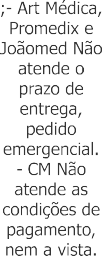 ;- Art Médica,
Promedix e
Joãomed Não
atende o
prazo de
entrega,
pedido
emergencial.
- CM Não
atende as
condições de
pagamento,
nem a vista.